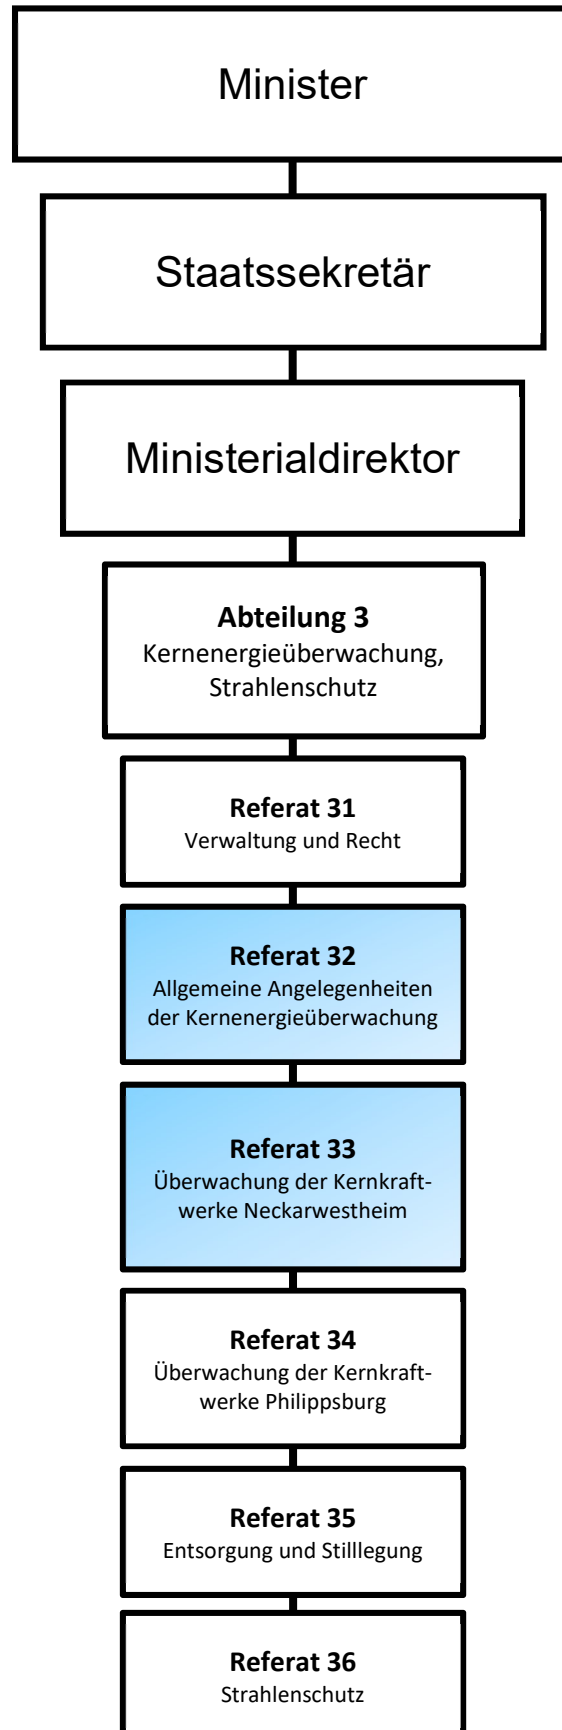 Minister
Staatssekretär
Ministerialdirektor
Abteilung 3
Kernenergieüberwachung,
Strahlenschutz
Referat 31
Verwaltung und Recht
Referat 32
Allgemeine Angelegenheiten
der Kernenergieüberwachung
Referat 33
Überwachung der Kernkraft-
werke Neckarwestheim
Referat 34
Überwachung der Kernkraft-
werke Philippsburg
Referat 35
Entsorgung und Stilllegung
Referat 36
Strahlenschutz